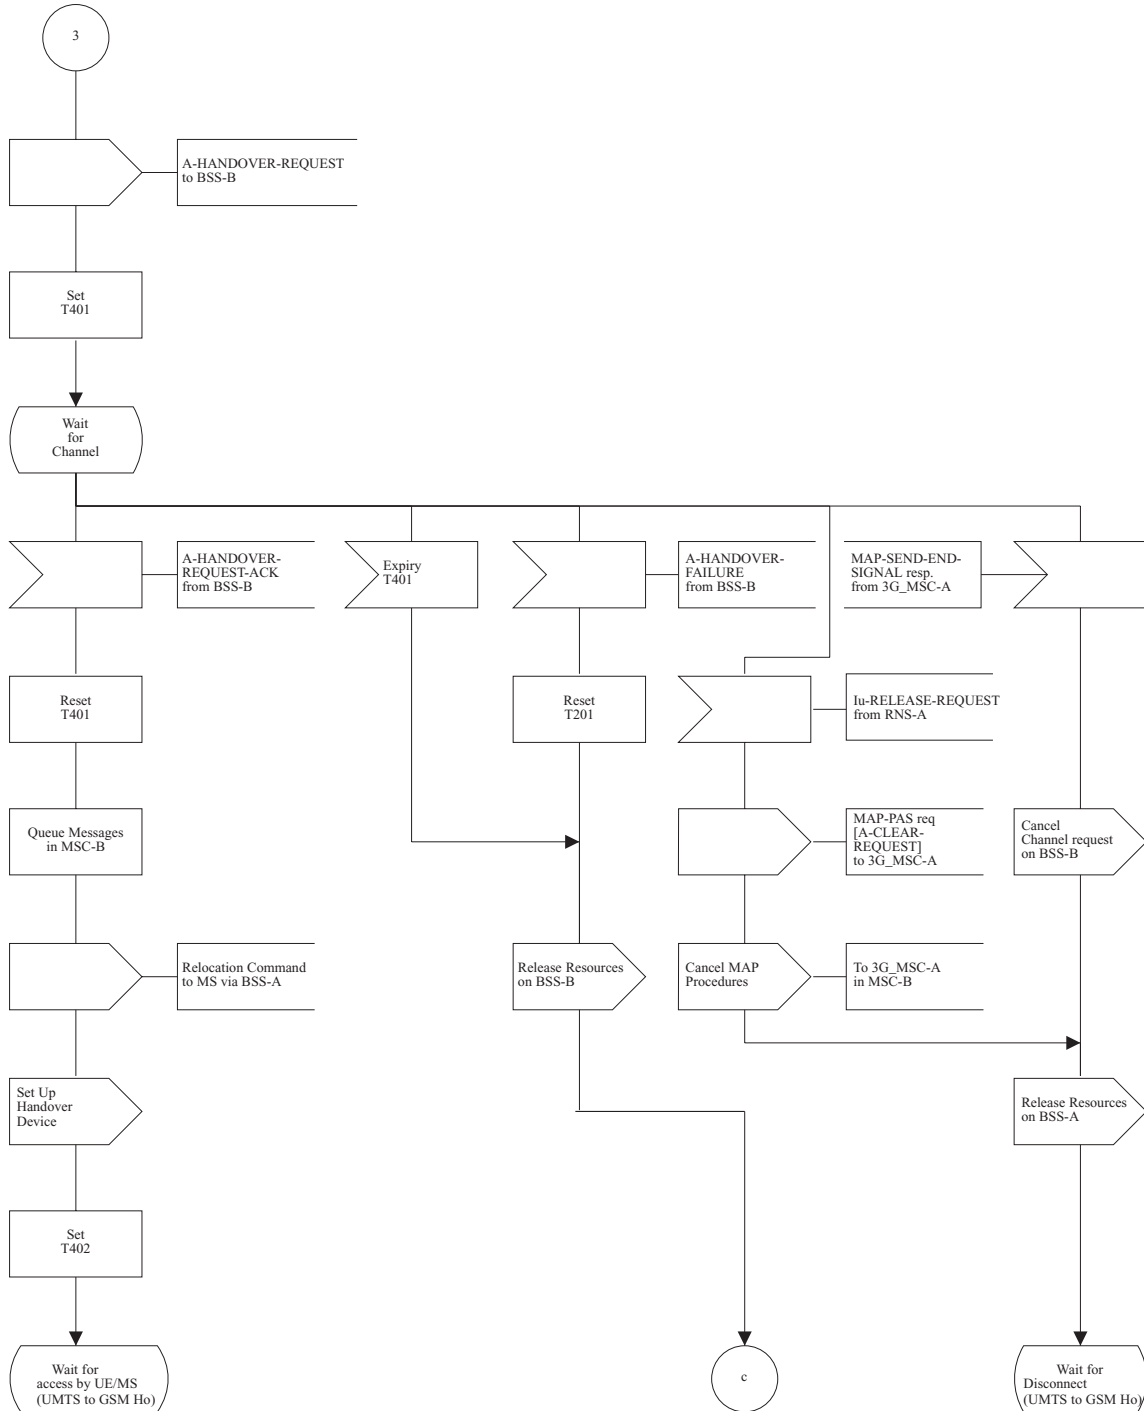 3
A-HANDOVER-REQUEST
to BSS-B
Set
T401
Wait
for
Channel
A-HANDOVER-
REQUEST-ACK
from BSS-B
Expiry
T401
A-HANDOVER-
FAILURE
from BSS-B
MAP-SEND-END-
SIGNAL resp.
from 3G_MSC-A
Reset
T401
Reset
T201
Iu-RELEASE-REQUEST
from RNS-A
Queue Messages
in MSC-B
MAP-PAS req
[A-CLEAR-
REQUEST]
to 3G_MSC-A
Cancel
Channel request
on BSS-B
Relocation Command
to MS via BSS-A
Release Resources
on BSS-B
Cancel MAP
Procedures
To 3G_MSC-A
in MSC-B
Set Up
Handover
Device
Release Resources
on BSS-A
Set
T402
Wait for
access by UE/MS
(UMTS to GSM Ho)
c
Wait for
Disconnect
(UMTS to GSM Ho)